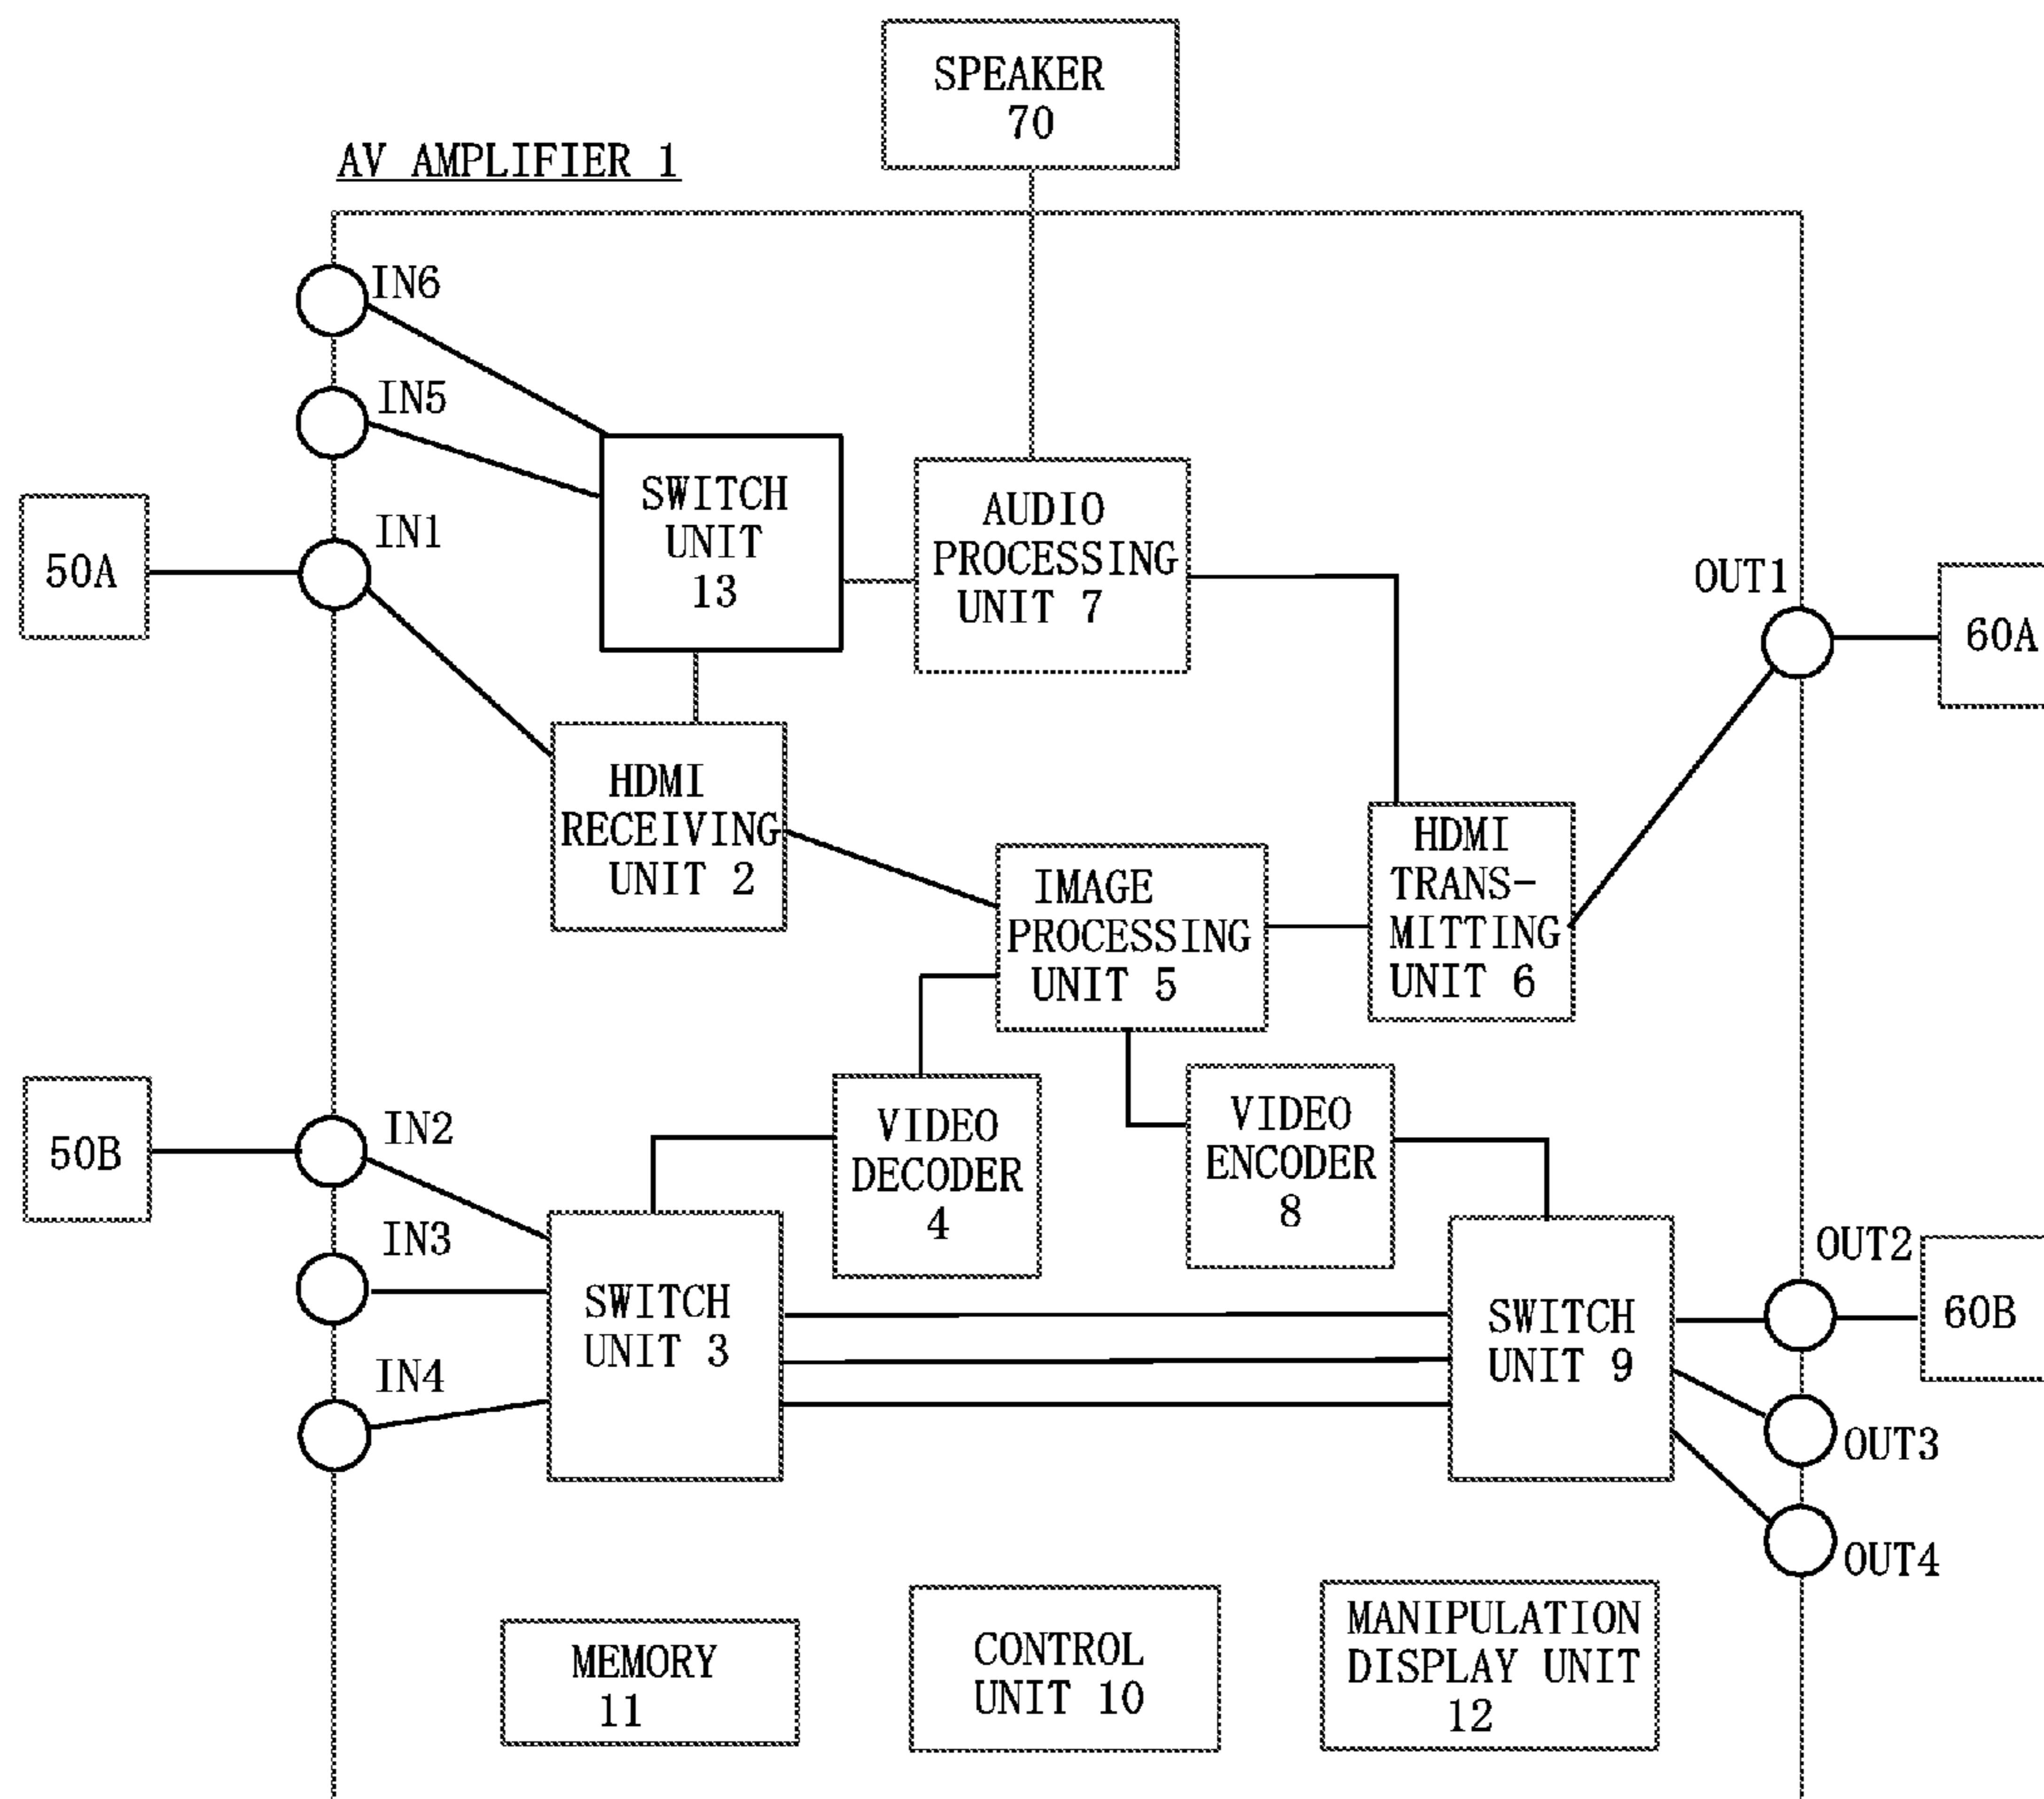 SPEAKER
70
AV AMPLIFIER 1
IN6
IN5
IN1
50A
SWITCH
UNIT
13
AUDIO
PROCESSING
UNIT 7
OUT1
60A
HDMI
RECEIVING
UNIT 2
IMAGE
PROCESSING
UNIT 5
HDMI
TRANS-
MITTING
UNIT 6
50B
IN2
IN3
IN4
VIDEO
DECODER
4
VIDEO
ENCODER
8
SWITCH
UNIT 3
SWITCH
UNIT 9
OUT2
60B
OUT3
OUT4
MEMORY
11
CONTROL
UNIT 10
MANIPULATION
DISPLAY UNIT
12